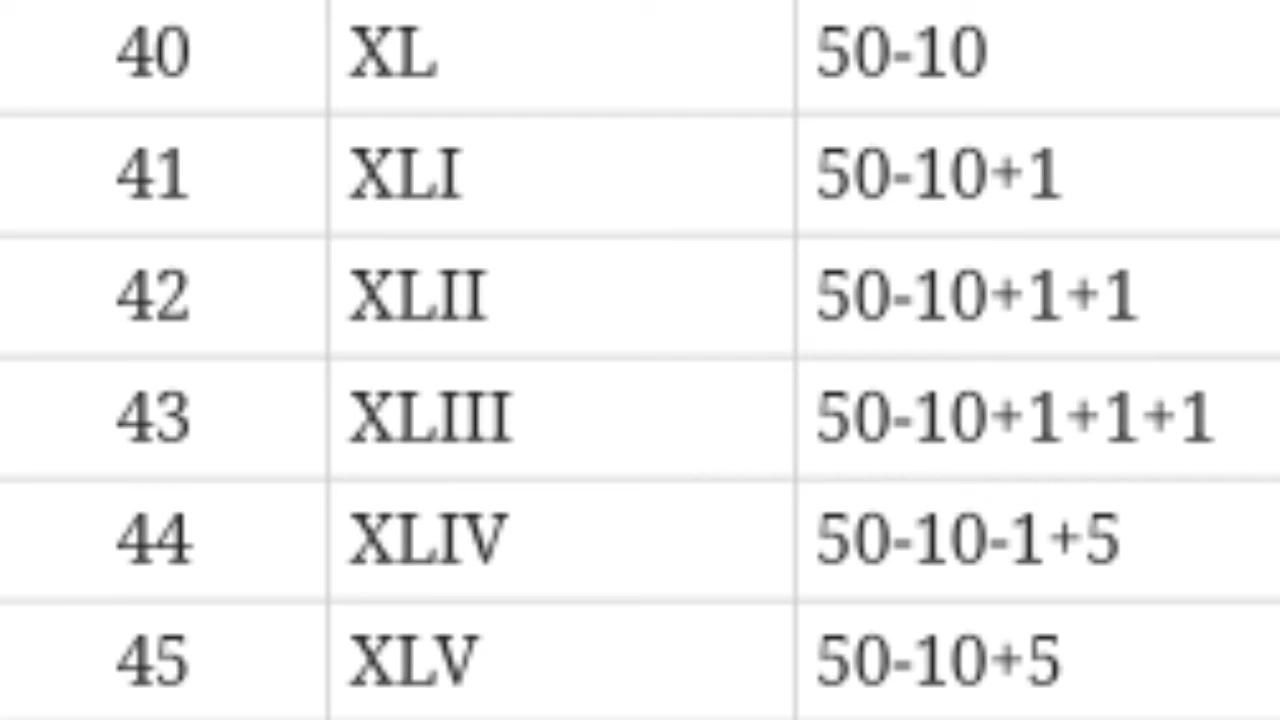 40 XL 50-10
41 XLI 50-10+1
42 XLII 50-10+1+1
43 XLIII 50-10+1+1+1
44 XLIV 50-10-1+5
45 XLV 50-10+5